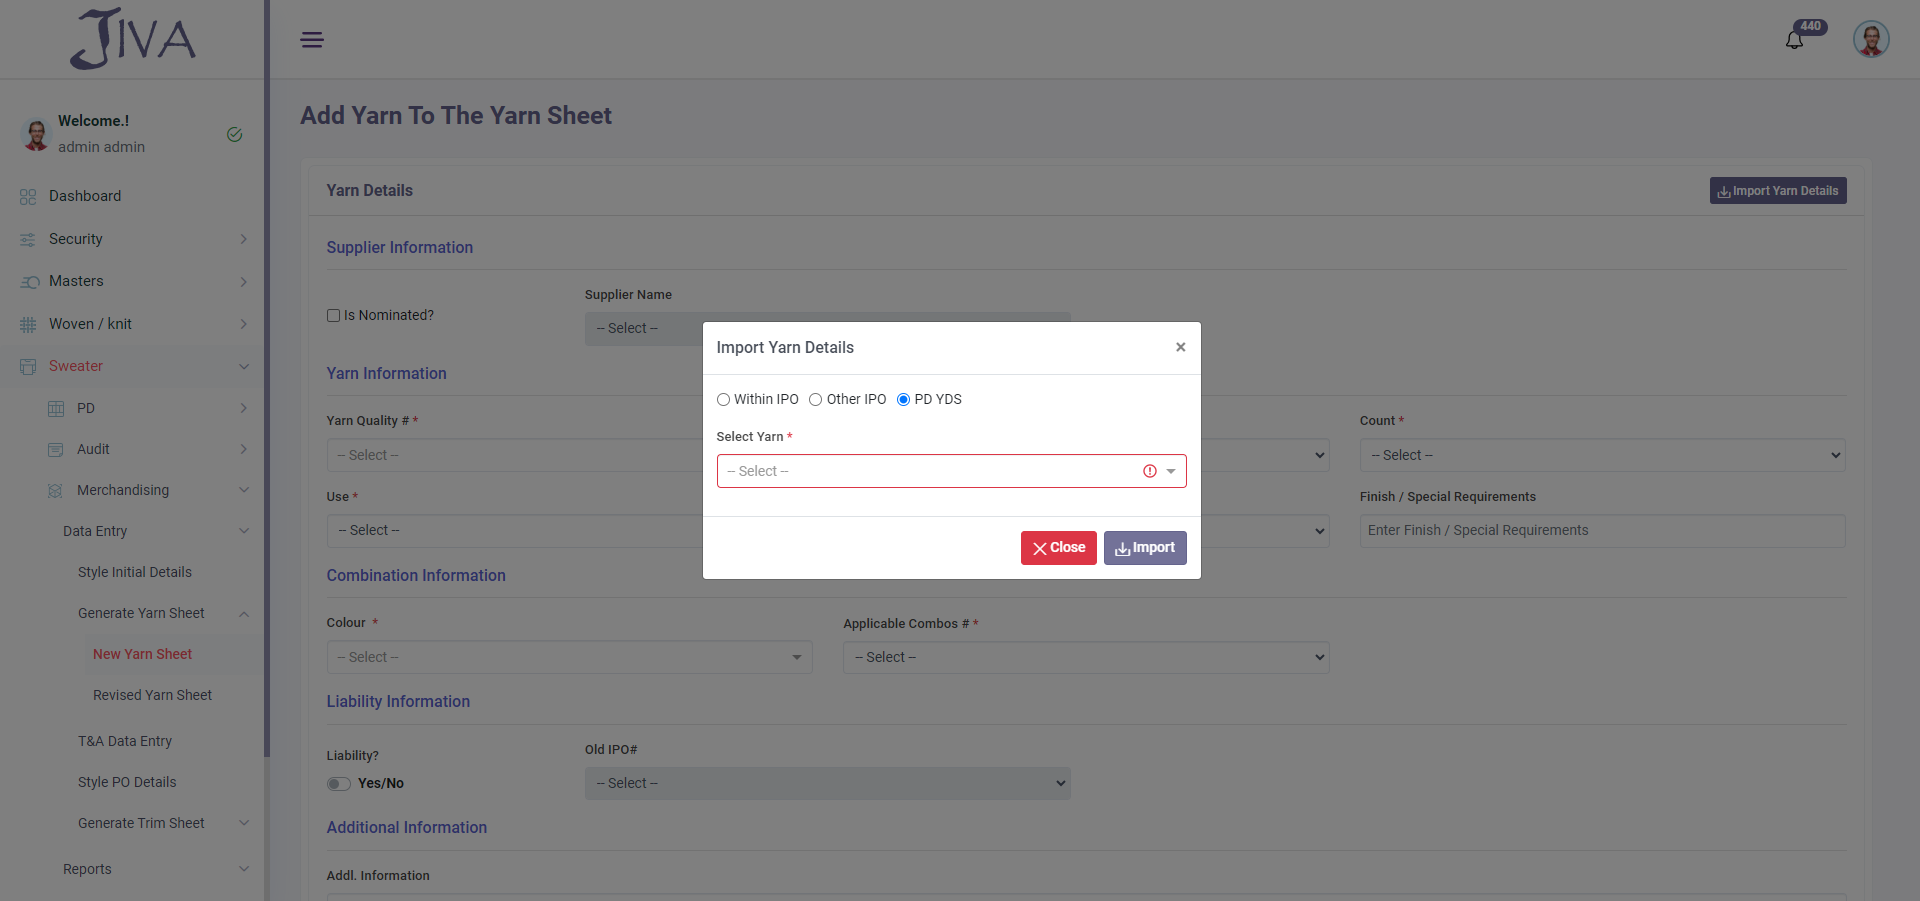 JIVA
440
Welcome.!
admin admin
Dashboard
Security
Masters
Woven / knit
Sweater
PD
Audit
Merchandising
Data Entry
Style Initial Details
Generate Yarn Sheet
New Yarn Sheet
Revised Yarn Sheet
T&A Data Entry
Style PO Details
Generate Trim Sheet
Reports
Add Yarn To The Yarn Sheet
Yarn Details
Import Yarn Details
Supplier Information
Is Nominated?
Supplier Name
-- Select --
Yarn Information
Yarn Quality # *
-- Select --
Count *
-- Select --
Use *
-- Select --
Finish / Special Requirements
Enter Finish / Special Requirements
Combination Information
Colour *
-- Select --
Applicable Combos # *
-- Select --
Liability Information
Liability?
Yes/No
Old IPO#
-- Select --
Additional Information
Addl. Information
Import Yarn Details
×
Within IPO Other IPO PD YDS
Select Yarn *
-- Select --
Close
Import